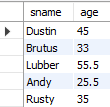 sname age
Dustin 45
Brutus 33
Lubber 55.5
Andy 25.5
Rusty 35